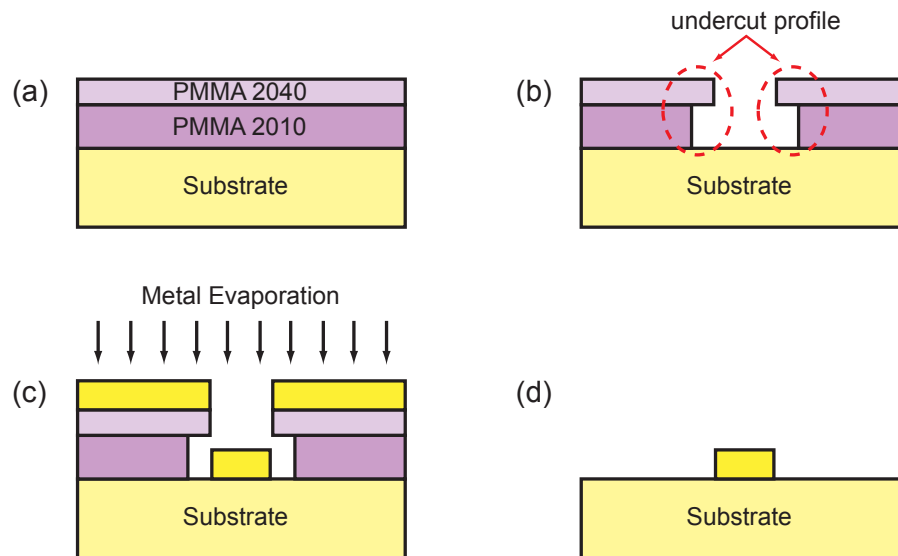 undercut profile
(a)
PMMA 2040
PMMA 2010
Substrate
(b)
Substrate
Metal Evaporation
(c)
Substrate
(d)
Substrate